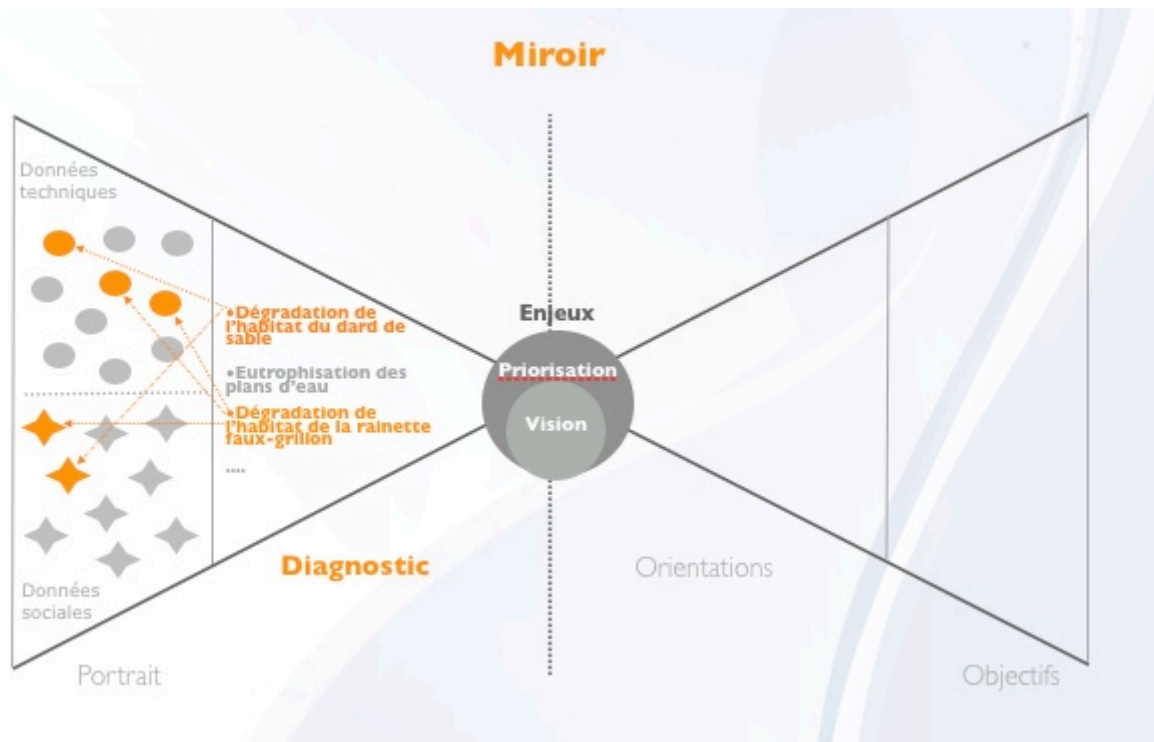 Miroir
Données
techniques
•Dégradation de
l'habitat du dard de
sable
•Eutrophisation des
plans d'eau
•Dégradation de
l'habitat de la rainette
faux-grillon
....
Enjeux
Priorisation
Vision
Diagnostic
Orientations
Données
sociales
Portrait
Objectifs